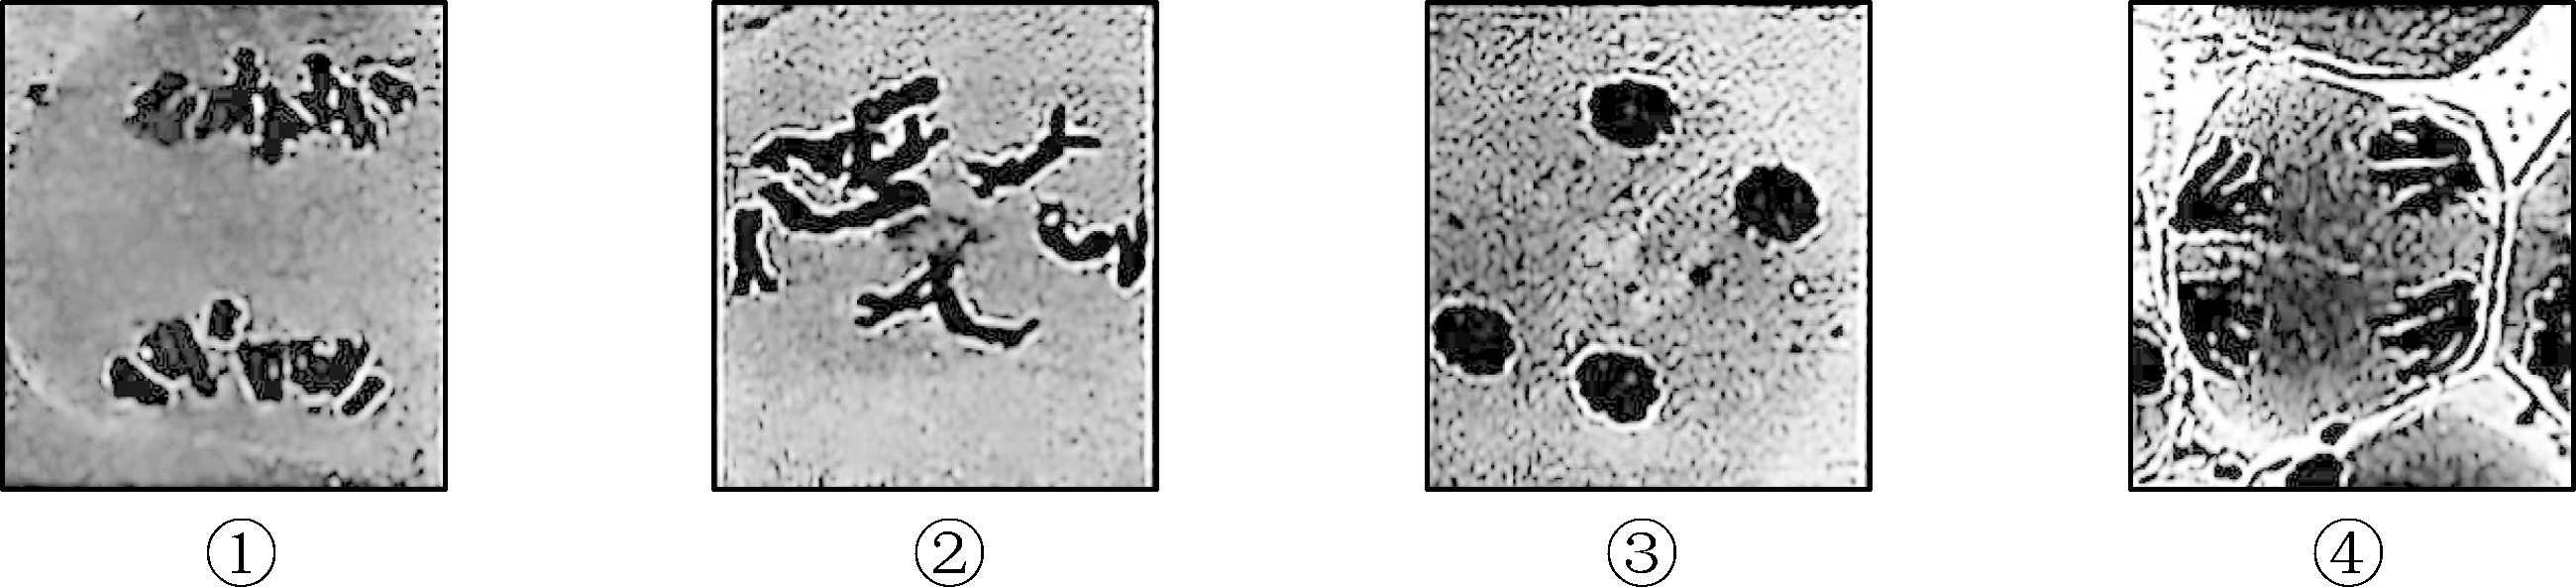 ① ② ③ ④